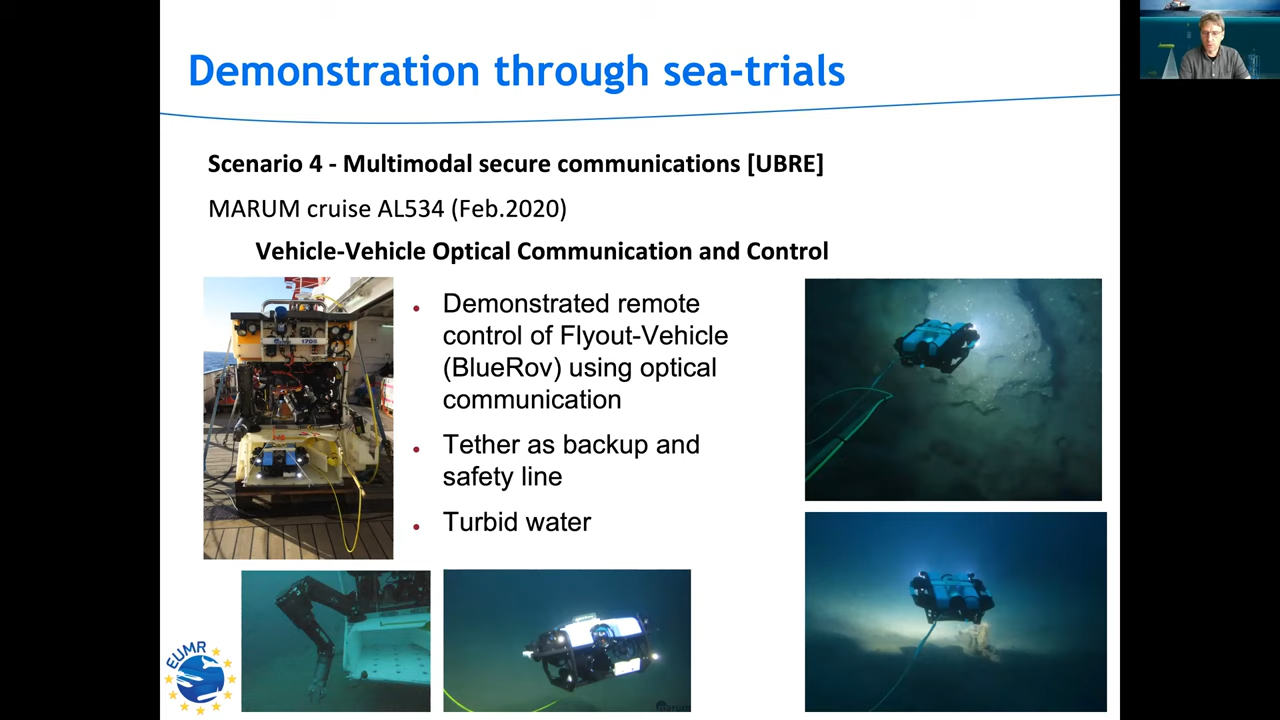 Demonstration through sea-trials
Scenario 4 - Multimodal secure communications [UBRE]
MARUM cruise AL534 (Feb.2020)
Vehicle-Vehicle Optical Communication and Control
Demonstrated remote
control of Flyout-Vehicle
(BlueRov) using optical
communication
Tether as backup and
safety line
Turbid water
EUMR
marum